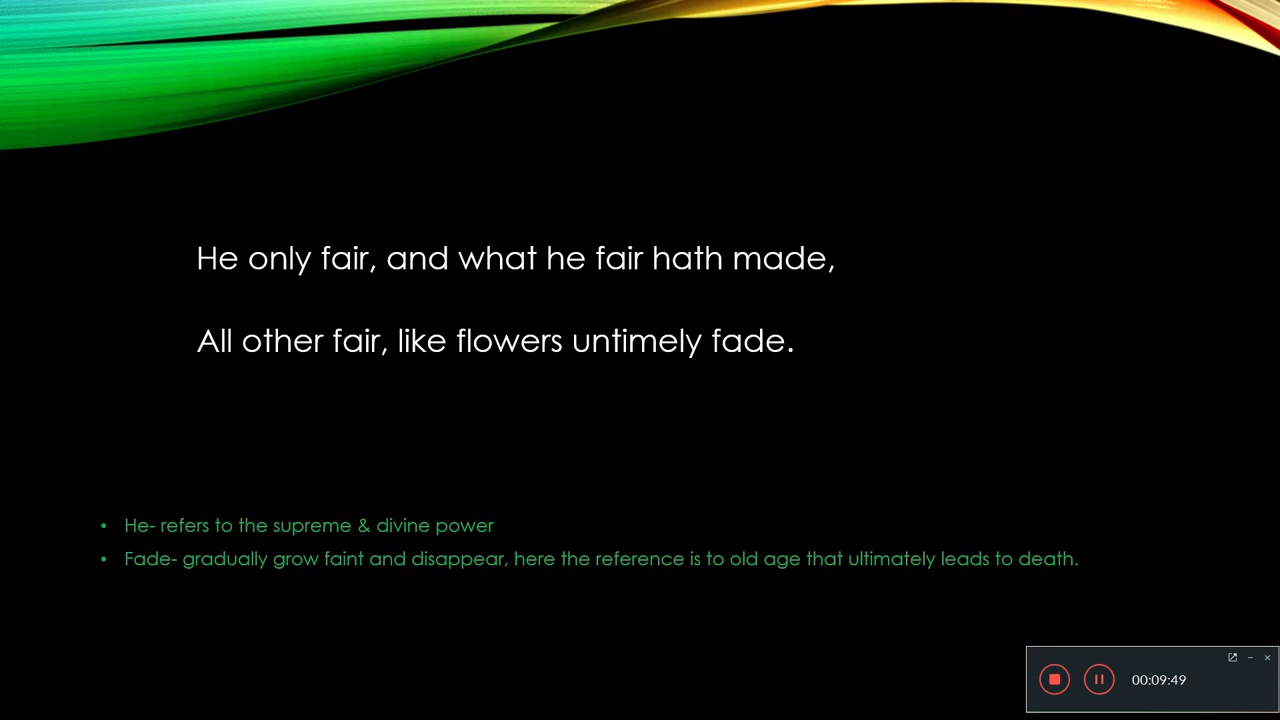 He only fair, and what he fair hath made,
All other fair, like flowers untimely fade.
• He- refers to the supreme & divine power
• Fade- gradually grow faint and disappear, here the reference is to old age that ultimately leads to death.
00:09:49